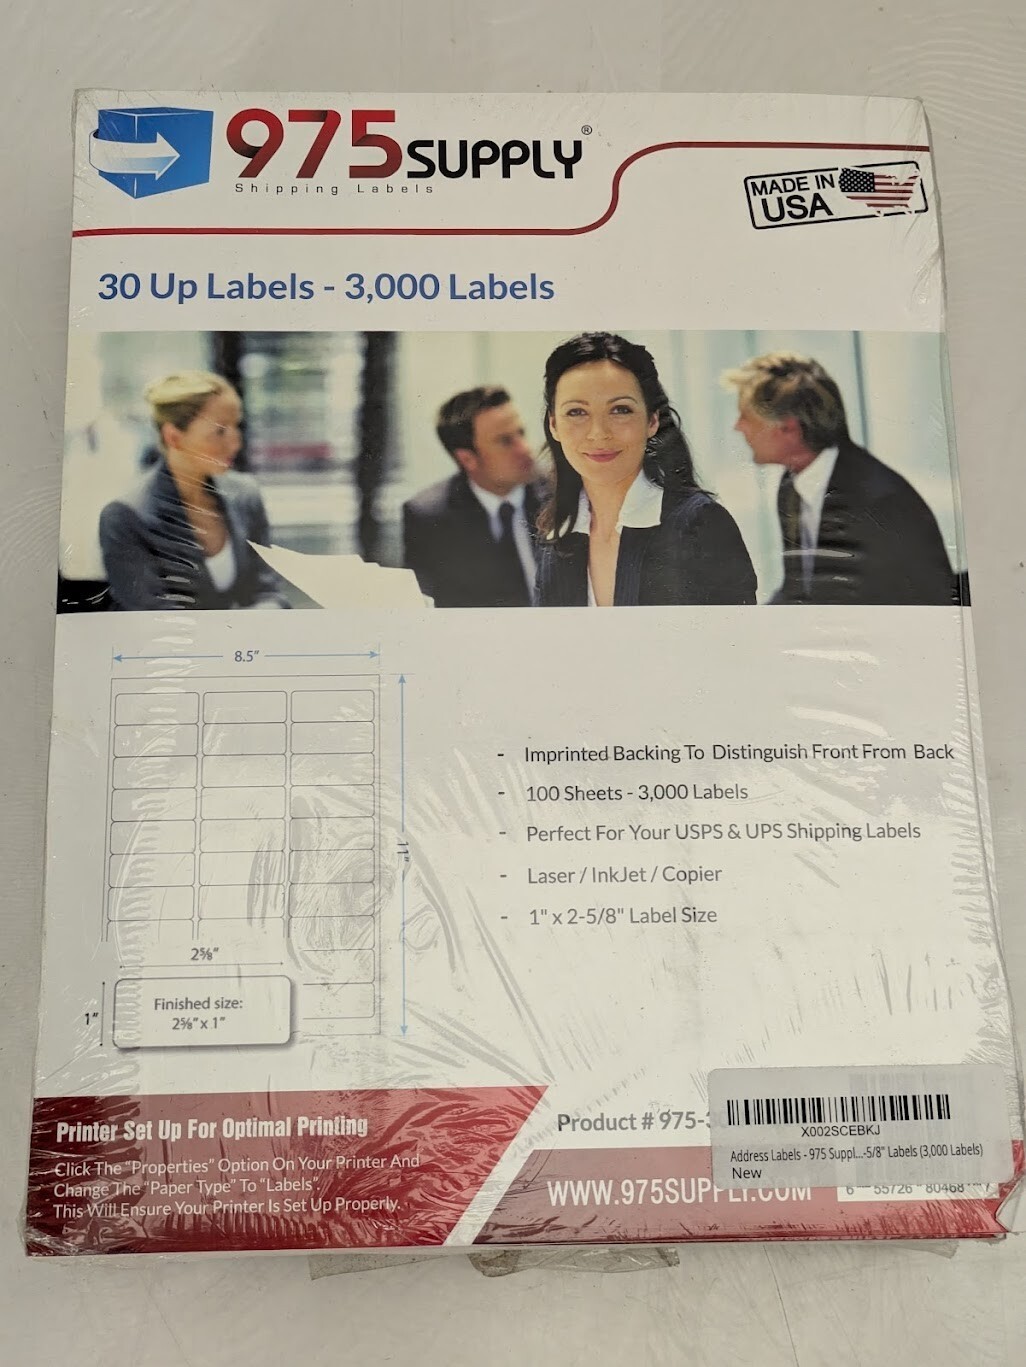 975SUPPLY®
Shipping Labels
MADE IN
USA
30 Up Labels - 3,000 Labels
8.5"
11"
- Imprinted Backing To Distinguish Front From Back
- 100 Sheets - 3,000 Labels
- Perfect For Your USPS & UPS Shipping Labels
- Laser / InkJet / Copier
- 1" x 2-5/8" Label Size
2⅝"
1"
Finished size:
2⅝" x 1"
Printer Set Up For Optimal Printing
Click The "Properties" Option On Your Printer And
Change The "Paper Type" To "Labels".
This Will Ensure Your Printer Is Set Up Properly.
Product # 975-3
WWW.975SUPPLY.COM
X002SCEBKJ
Address Labels - 975 Suppl...-5/8" Labels (3,000 Labels)
New
6 55726 80468 7